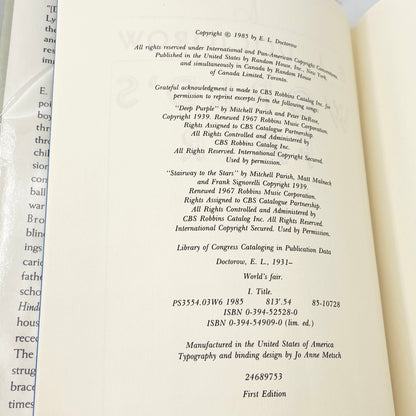 Copyright © 1985 by E. L. Doctorow
All rights reserved under International and Pan-American Copyright Conventions.
Published in the United States by Random House, Inc., New York,
and simultaneously in Canada by Random House
of Canada Limited, Toronto.
Grateful acknowledgment is made to CBS Robbins Catalog Inc. for
permission to reprint excerpts from the following songs:
"Deep Purple" by Mitchell Parish and Peter DeRose,
Copyright 1939. Renewed 1967 Robbins Music Corporation.
Rights Assigned to CBS Catalogue Partnership.
All Rights Controlled and Administered by
CBS Robbins Catalog Inc.
All Rights Reserved. International Copyright Secured.
Used by permission.
"Stairway to the Stars" by Mitchell Parish, Matt Malneck
and Frank Signorelli Copyright 1939.
Renewed 1967 Robbins Music Corporation.
Rights Assigned to CBS Catalogue Partnership.
All Rights Controlled and Administered by
CBS Robbins Catalog Inc. All Rights Reserved.
International Copyright Secured. Used by Permission.
Library of Congress Cataloging in Publication Data
Doctorow, E. L., 1931–
World's fair.
I. Title.
PS3554.O3W6 1985 813'.54 85-10728
ISBN 0-394-52528-0
ISBN 0-394-54909-0 (lim. ed.)
Manufactured in the United States of America
Typography and binding design by Jo Anne Metsch
24689753
First Edition